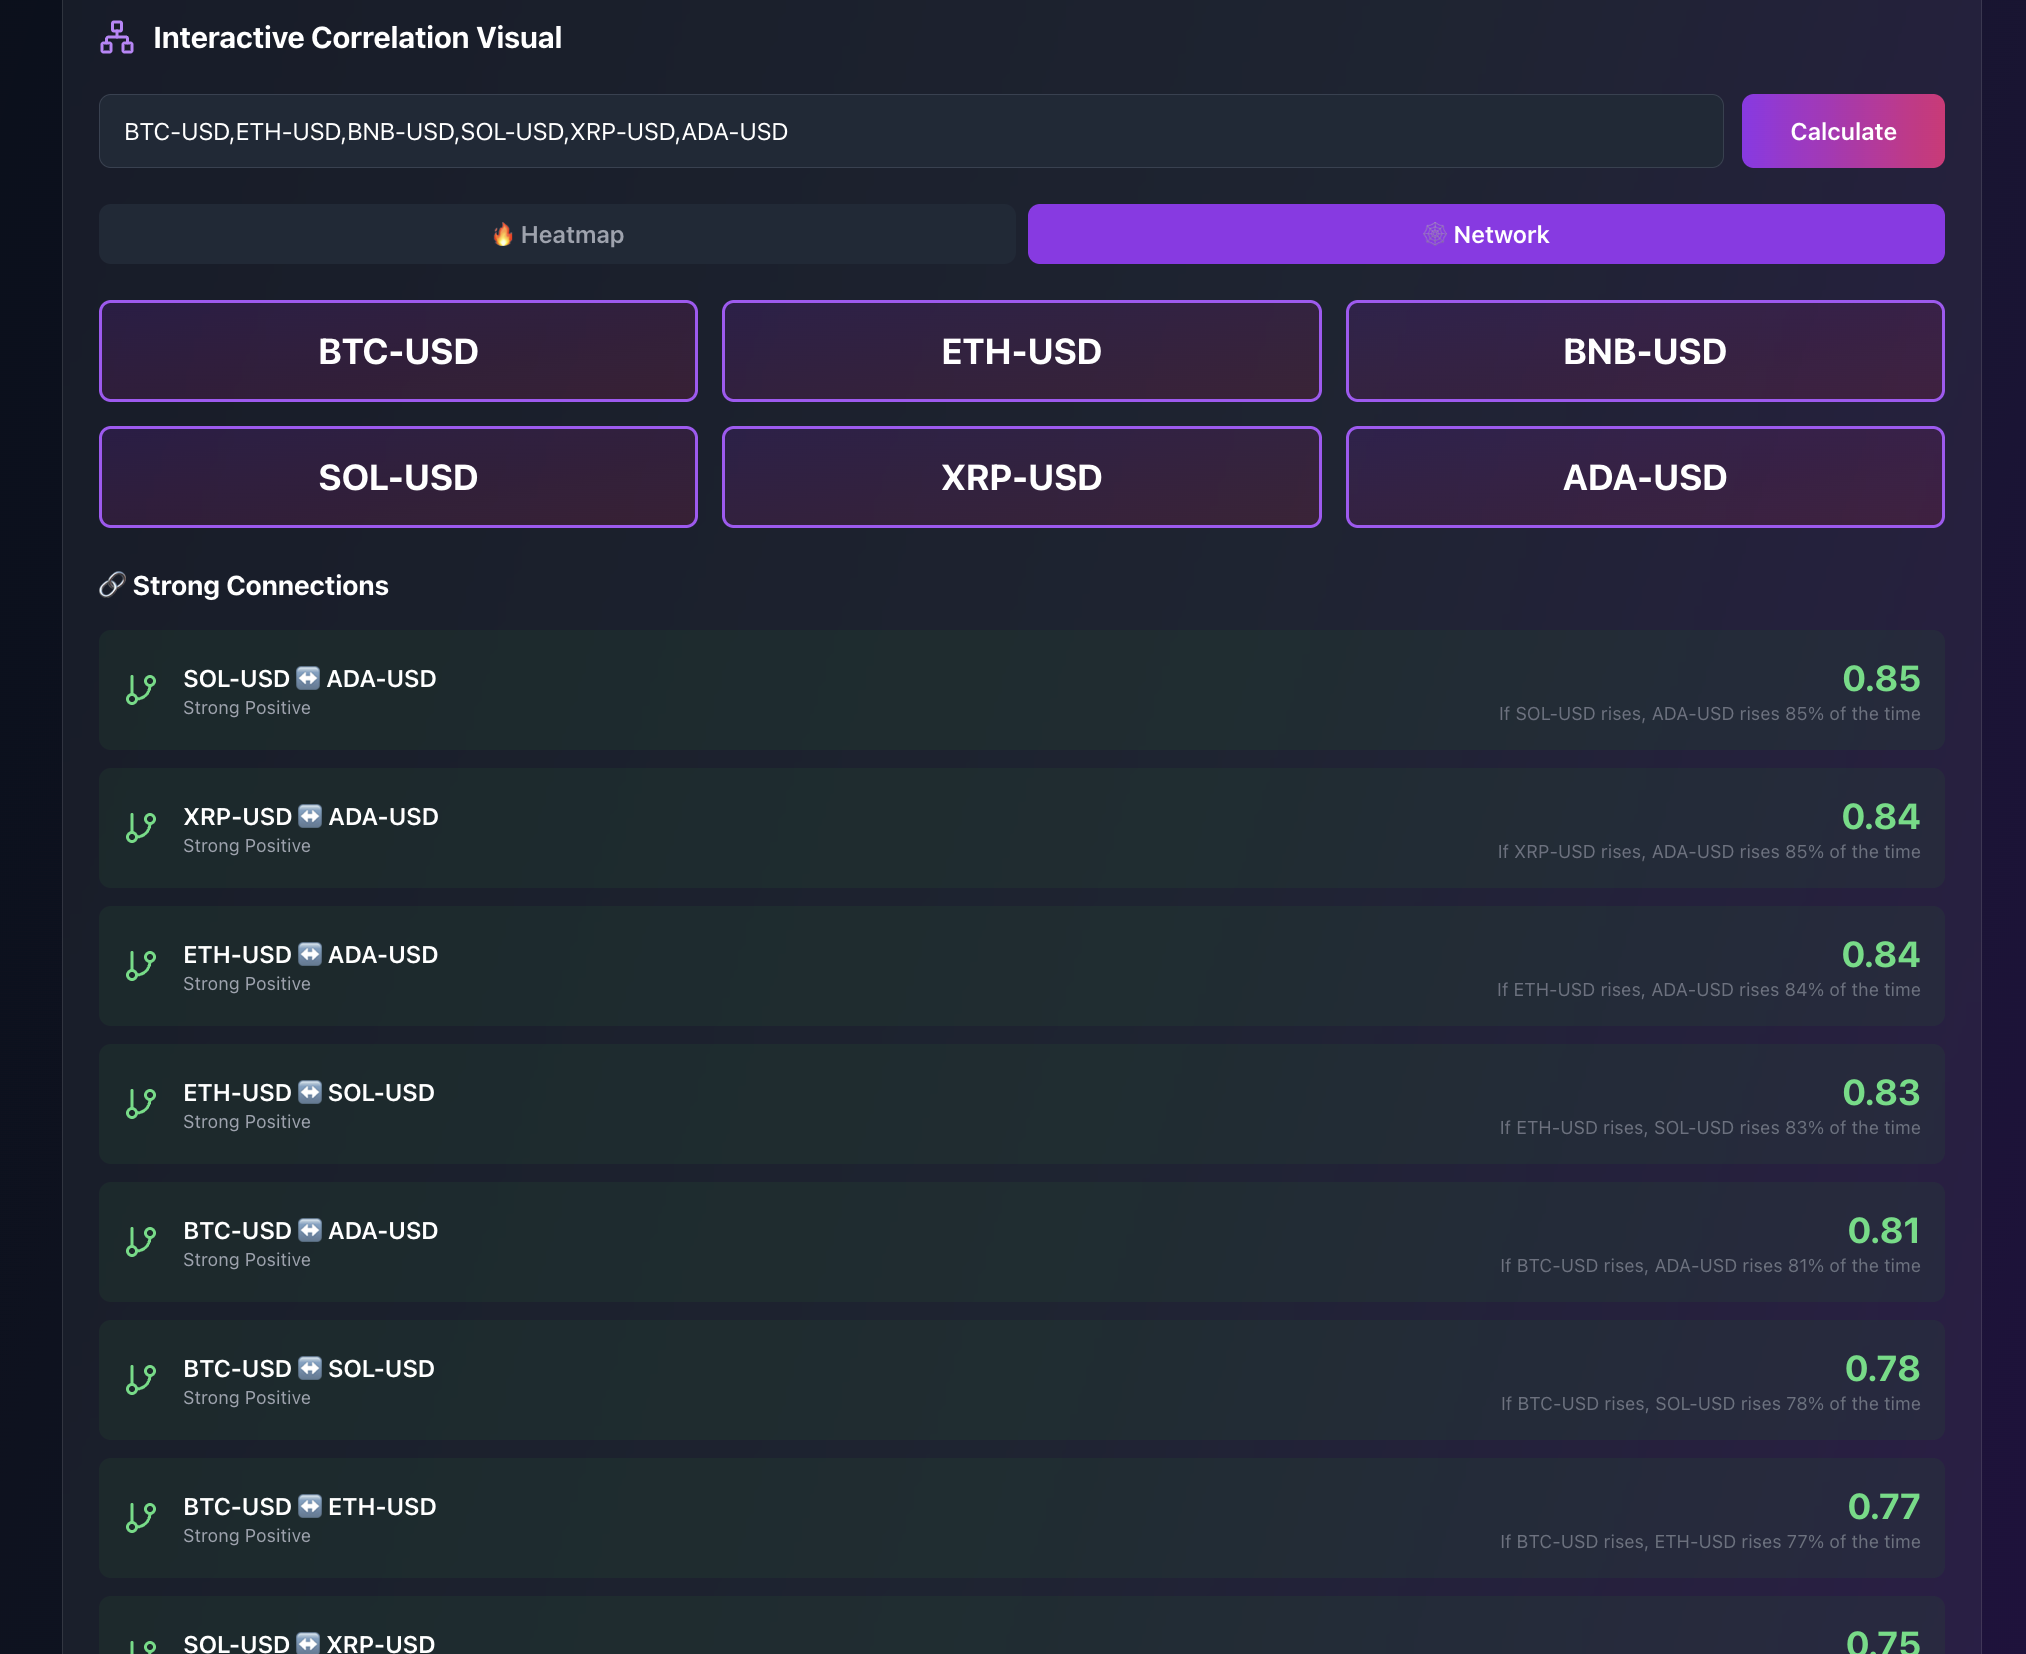 Interactive Correlation Visual
BTC-USD,ETH-USD,BNB-USD,SOL-USD,XRP-USD,ADA-USD
Calculate
🔥 Heatmap
🕸️ Network
BTC-USD
ETH-USD
BNB-USD
SOL-USD
XRP-USD
ADA-USD
🔗 Strong Connections
SOL-USD ↔️ ADA-USD
Strong Positive
0.85
If SOL-USD rises, ADA-USD rises 85% of the time
XRP-USD ↔️ ADA-USD
Strong Positive
0.84
If XRP-USD rises, ADA-USD rises 85% of the time
ETH-USD ↔️ ADA-USD
Strong Positive
0.84
If ETH-USD rises, ADA-USD rises 84% of the time
ETH-USD ↔️ SOL-USD
Strong Positive
0.83
If ETH-USD rises, SOL-USD rises 83% of the time
BTC-USD ↔️ ADA-USD
Strong Positive
0.81
If BTC-USD rises, ADA-USD rises 81% of the time
BTC-USD ↔️ SOL-USD
Strong Positive
0.78
If BTC-USD rises, SOL-USD rises 78% of the time
BTC-USD ↔️ ETH-USD
Strong Positive
0.77
If BTC-USD rises, ETH-USD rises 77% of the time
SOL-USD ↔️ XRP-USD
0.75